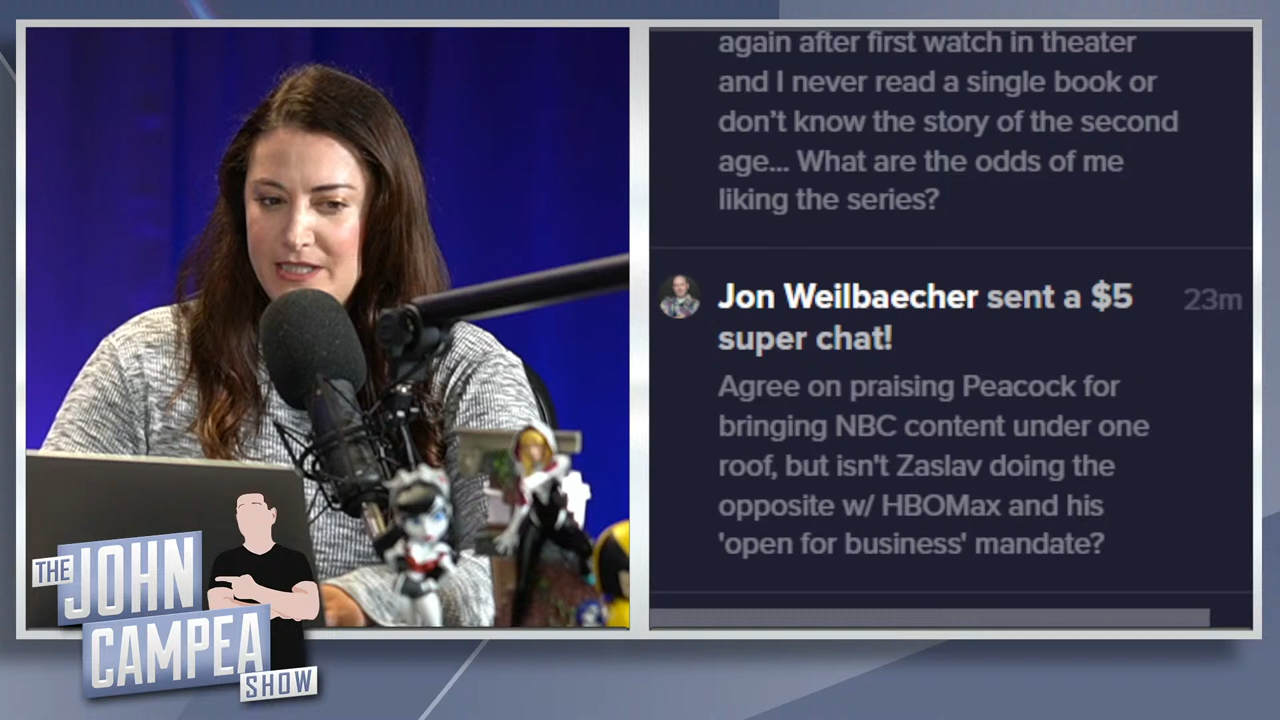 again after first watch in theater
and I never read a single book or
don't know the story of the second
age... What are the odds of me
liking the series?
Jon Weilbaecher sent a $5
super chat!
23m
Agree on praising Peacock for
bringing NBC content under one
roof, but isn't Zaslav doing the
opposite w/ HBOMax and his
'open for business' mandate?
THE JOHN
CAMPEA
SHOW